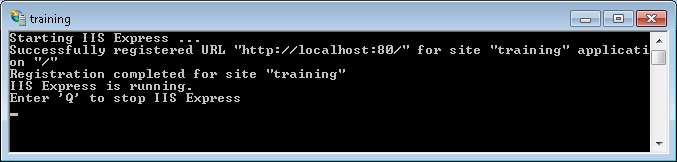 training
Starting IIS Express ...
Successfully registered URL "http://localhost:80/" for site "training" applicati
on "/"
Registration completed for site "training"
IIS Express is running.
Enter 'Q' to stop IIS Express